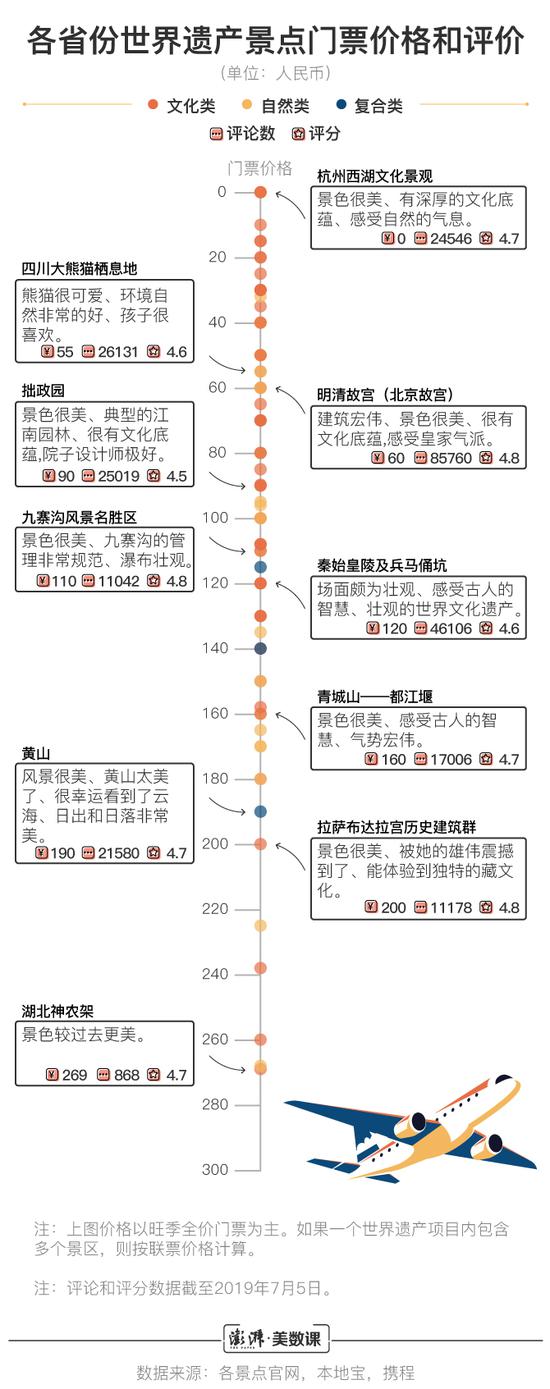 各省份世界遗产景点门票价格和评价
（单位：人民币）
文化类 自然类 复合类
评论数 评分
门票价格
杭州西湖文化景观
景色很美、有深厚的文化底
蕴、感受自然的气息。
¥ 0 24546 4.7
四川大熊猫栖息地
熊猫很可爱、环境自
然非常的好、孩子很
喜欢。
¥ 55 26131 4.6
拙政园
景色很美、典型的江
南园林、很有文化底
蕴,院子设计师极好。
¥ 90 25019 4.5
明清故宫（北京故宫）
建筑宏伟、景色很美、很有
文化底蕴,感受皇家气派。
¥ 60 85760 4.8
九寨沟风景名胜区
景色很美、九寨沟的管
理非常规范、瀑布壮观。
¥ 110 11042 4.8
秦始皇陵及兵马俑坑
场面颇为壮观、感受古人的
智慧、壮观的世界文化遗产。
¥ 120 46106 4.6
青城山——都江堰
景色很美、感受古人的智
慧、气势宏伟。
¥ 160 17006 4.7
黄山
风景很美、黄山太美
了、很幸运看到了云
海、日出和日落非常
美。
¥ 190 21580 4.7
拉萨布达拉宫历史建筑群
景色很美、被她的雄伟震撼
到了、能体验到独特的藏文
化。
¥ 200 11178 4.8
湖北神农架
景色较过去更美。
¥ 269 868 4.7
0
20
40
60
80
100
120
140
160
180
200
220
240
260
280
300
注：上图价格以旺季全价门票为主。如果一个世界遗产项目内包含
多个景区，则按联票价格计算。
注：评论和评分数据截至2019年7月5日。
澎湃·美数课
THE PAPER
数据来源：各景点官网，本地宝，携程